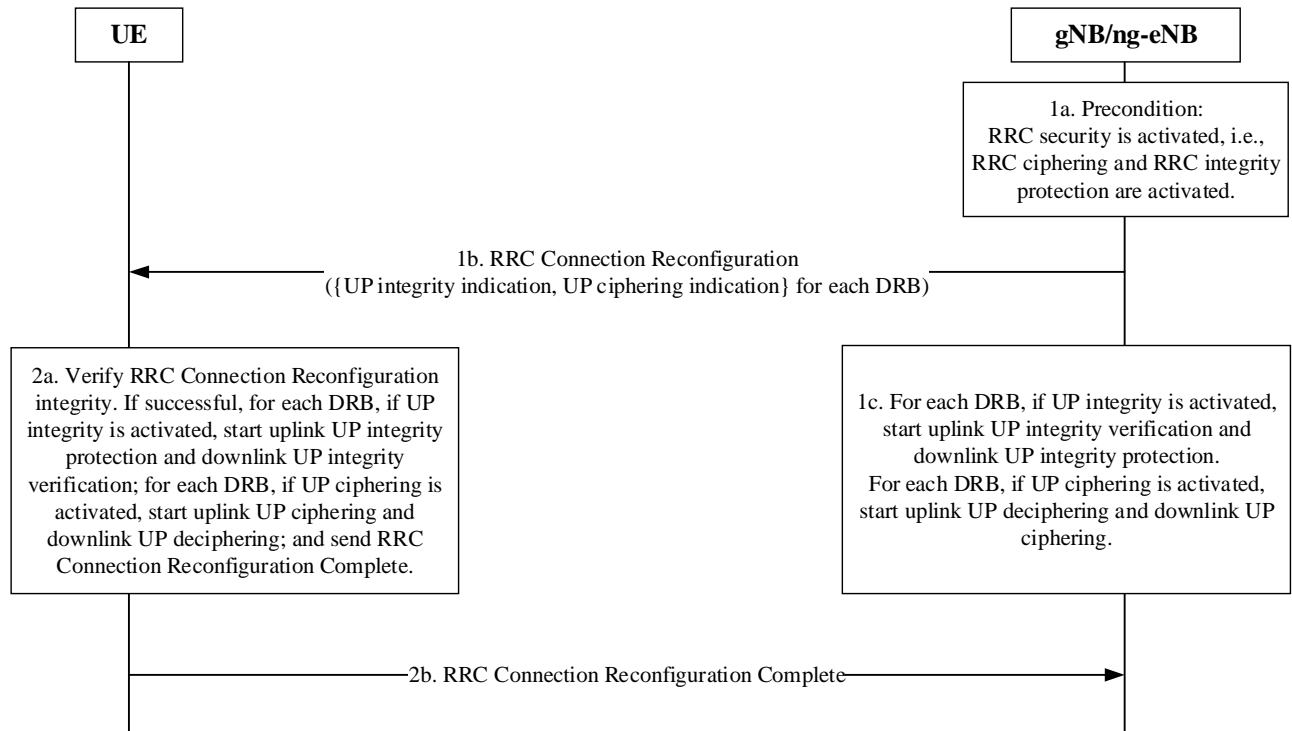 UE
gNB/ng-eNB
1a. Precondition:
RRC security is activated, i.e.,
RRC ciphering and RRC integrity
protection are activated.
1b. RRC Connection Reconfiguration
({UP integrity indication, UP ciphering indication} for each DRB)
2a. Verify RRC Connection Reconfiguration
integrity. If successful, for each DRB, if UP
integrity is activated, start uplink UP integrity
protection and downlink UP integrity
verification; for each DRB, if UP ciphering is
activated, start uplink UP ciphering and
downlink UP deciphering; and send RRC
Connection Reconfiguration Complete.
1c. For each DRB, if UP integrity is activated,
start uplink UP integrity verification and
downlink UP integrity protection.
For each DRB, if UP ciphering is activated,
start uplink UP deciphering and downlink UP
ciphering.
2b. RRC Connection Reconfiguration Complete